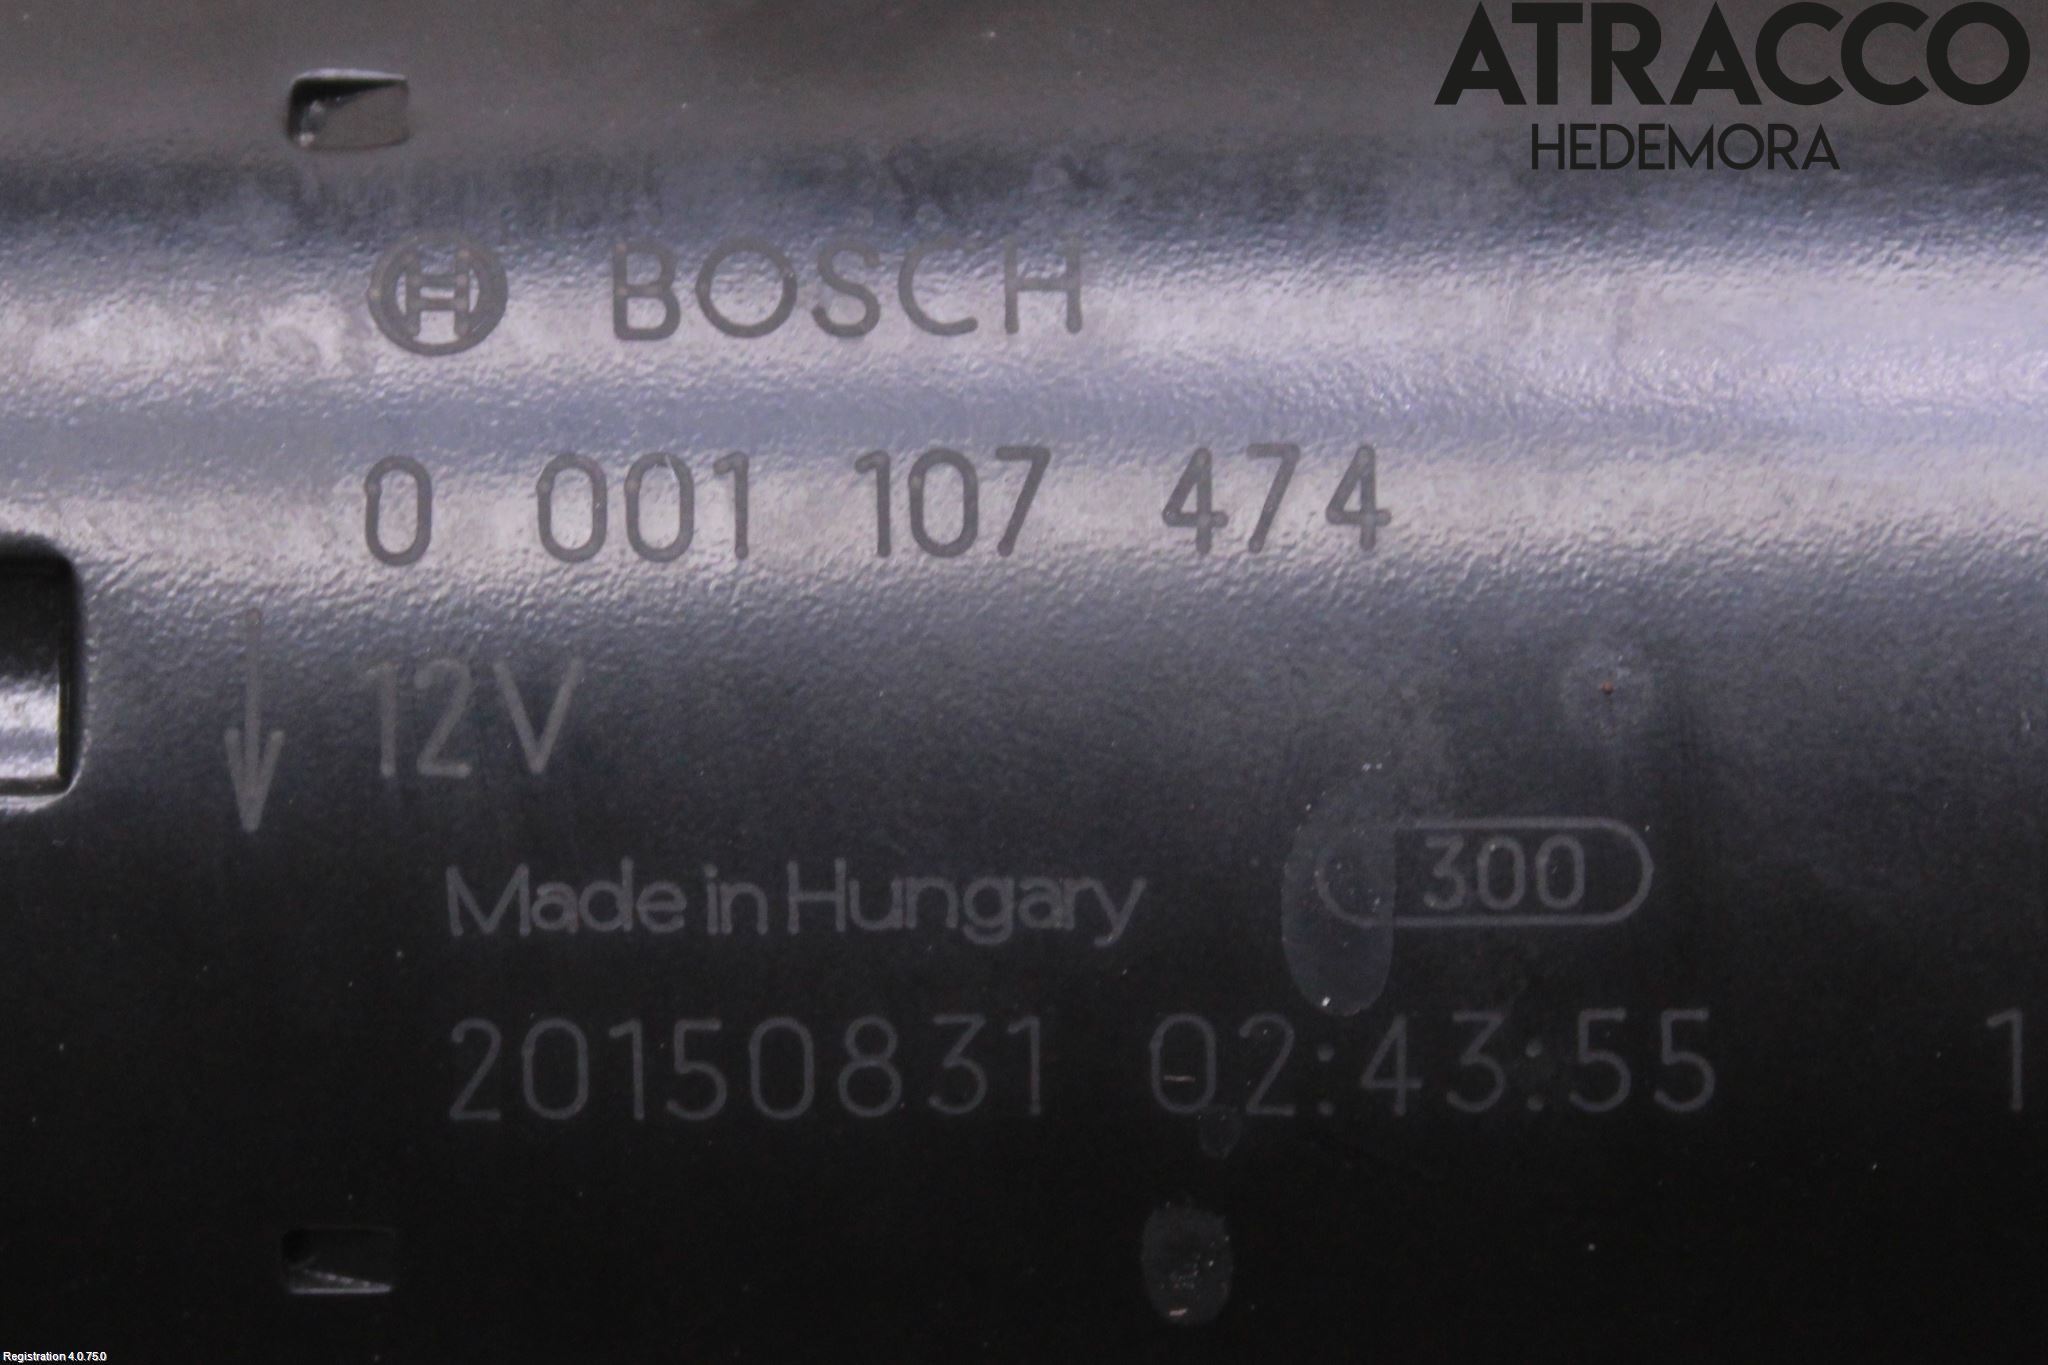 ATRACCO
HEDEMORA
BOSCH
0 001 107 474
12V
Made in Hungary 300
20150831 02:43:55 1
Registration 4.0.75.0